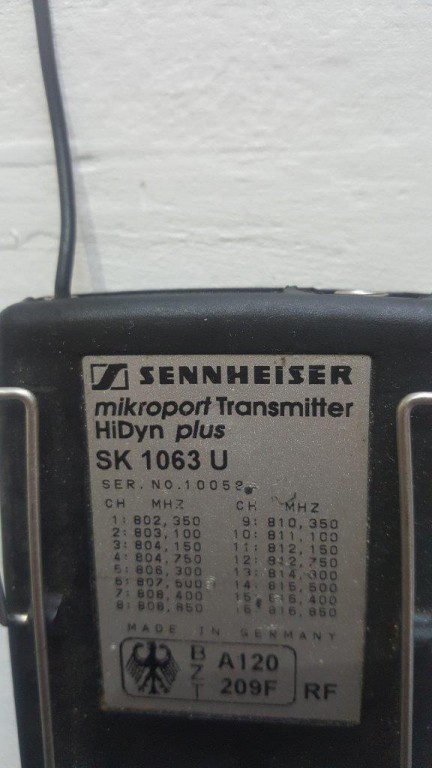 SENNHEISER
mikroport Transmitter
HiDyn plus
SK 1063 U
SER. NO. 10058
CH MHZ CH MHZ
1: 802,350 9: 810,350
2: 803,100 10: 811,100
3: 804,150 11: 812,150
4: 804,750 12: 812,750
5: 806,300 13: 814,300
6: 807,500 14: 815,500
7: 808,400 15: 816,400
8: 808,850 16: 816,850
MADE IN GERMANY
BZT A120
209F RF